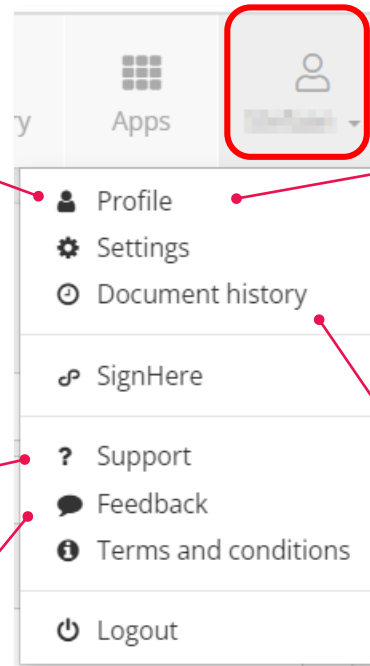 y
Apps
Profile
Settings
Document history
SignHere
Support
Feedback
Terms and conditions
Logout